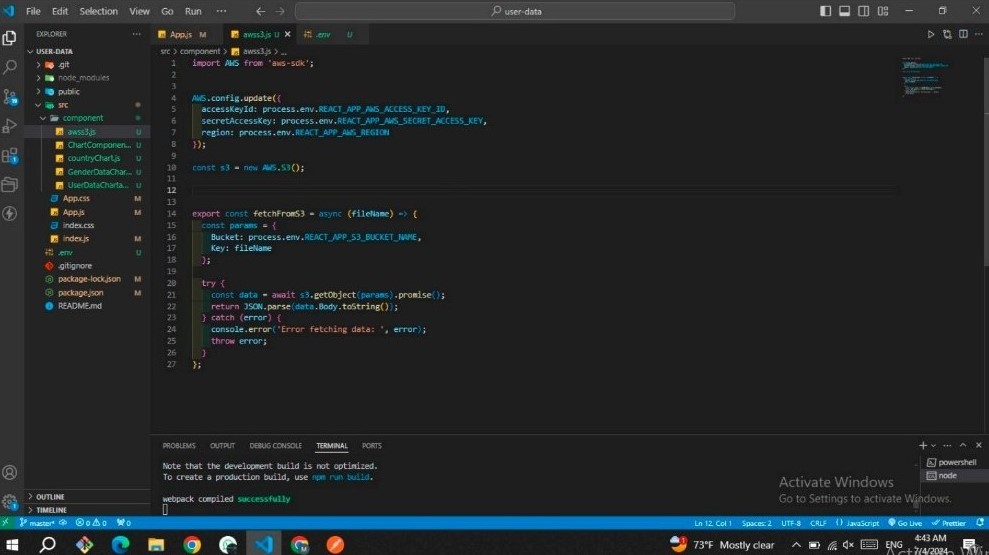 File Edit Selection View Go Run ··· user-data
EXPLORER ···
USER-DATA
.git
node_modules
public
src
component
awss3.js U
ChartComponen... U
countryChart.js U
GenderDataChar... U
UserDataCharta... U
App.css M
App.js M
index.css
index.js M
.env U
.gitignore
package-lock.json M
package.json M
README.md
OUTLINE
TIMELINE
App.js M awss3.js U .env U
src > component > awss3.js > ...
1 import AWS from 'aws-sdk';
2
3
4 AWS.config.update({
5 accessKeyId: process.env.REACT_APP_AWS_ACCESS_KEY_ID,
6 secretAccessKey: process.env.REACT_APP_AWS_SECRET_ACCESS_KEY,
7 region: process.env.REACT_APP_AWS_REGION
8 });
9
10 const s3 = new AWS.S3();
11
12
13
14 export const fetchFromS3 = async (fileName) => {
15 const params = {
16 Bucket: process.env.REACT_APP_S3_BUCKET_NAME,
17 Key: fileName
18 };
19
20 try {
21 const data = await s3.getObject(params).promise();
22 return JSON.parse(data.Body.toString());
23 } catch (error) {
24 console.error('Error fetching data: ', error);
25 throw error;
26 }
27 };
PROBLEMS OUTPUT DEBUG CONSOLE TERMINAL PORTS
Note that the development build is not optimized.
To create a production build, use npm run build.
webpack compiled successfully
powershell
node
Activate Windows
Go to Settings to activate Windows.
master* 0 0 0 Ln 12, Col 1 Spaces: 2 UTF-8 CRLF {} JavaScript Go Live Prettier
73°F Mostly clear ENG 4:43 AM
7/4/2024